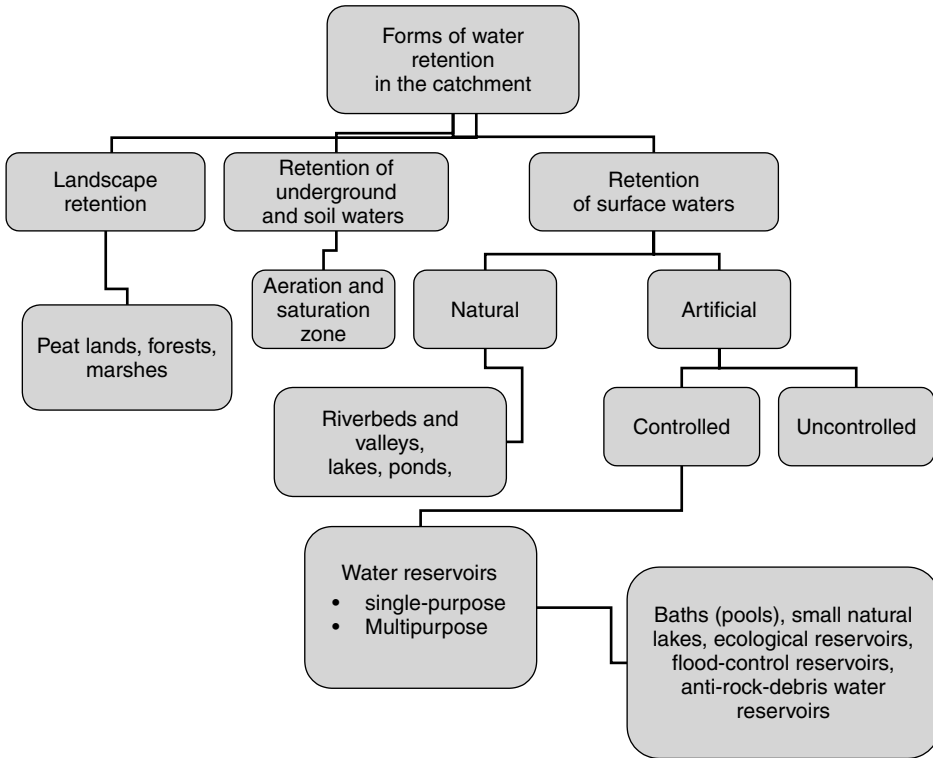 Forms of water
retention
in the catchment
Landscape
retention
Retention of
underground
and soil waters
Retention
of surface waters
Aeration and
saturation
zone
Natural
Artificial
Peat lands, forests,
marshes
Riverbeds and
valleys,
lakes, ponds,
Controlled
Uncontrolled
Water reservoirs
• single-purpose
• Multipurpose
Baths (pools), small natural
lakes, ecological reservoirs,
flood-control reservoirs,
anti-rock-debris water
reservoirs